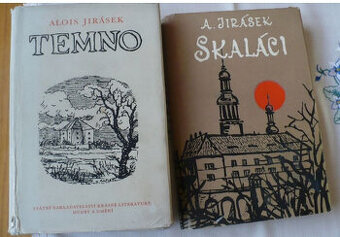 ALOIS JIRÁSEK
TEMNO
STÁTNÍ NAKLADATELSTVÍ KRÁSNÉ LITERATURY,
HUDBY A UMĚNÍ
A. JIRÁSEK
SKALÁCI